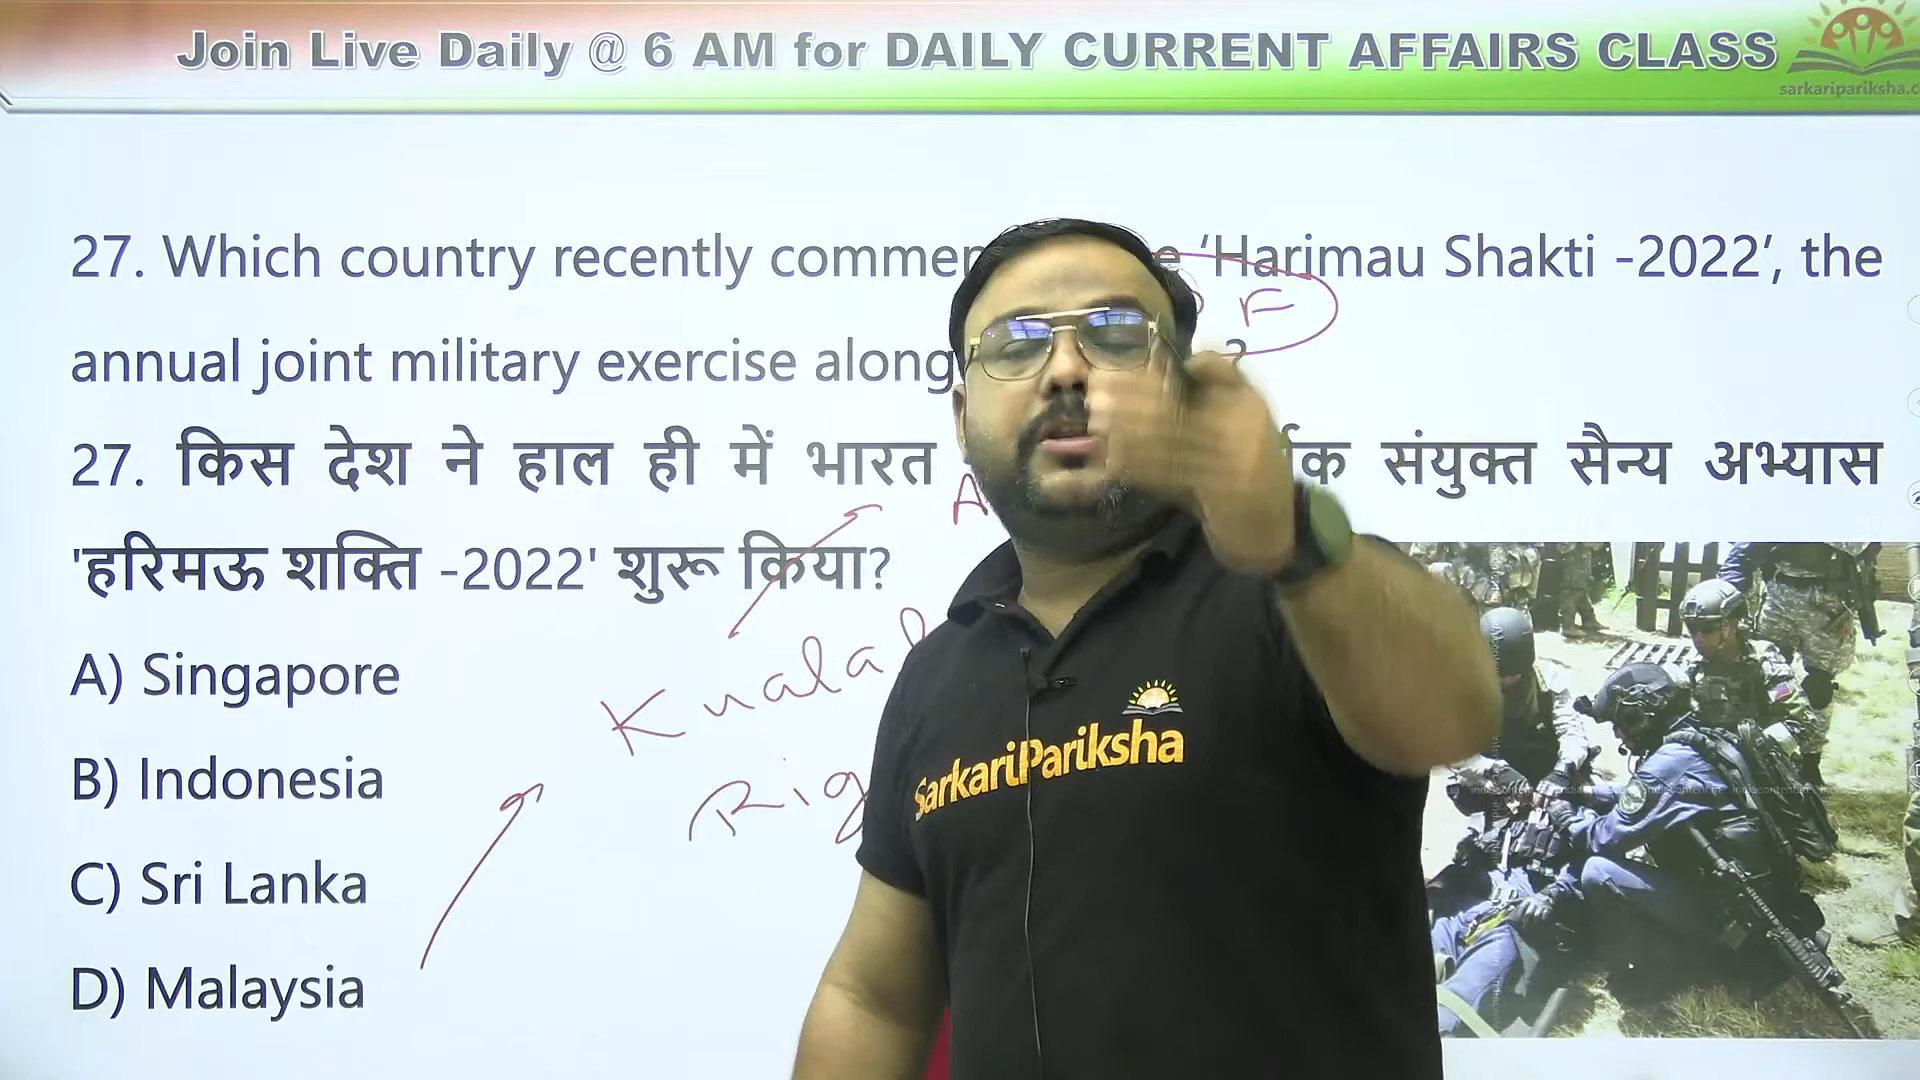 Join Live Daily @ 6 AM for DAILY CURRENT AFFAIRS CLASS
sarkaripariksha.c
27. Which country recently commen e ‘Harimau Shakti -2022’, the
F
annual joint military exercise along ?
27. किस देश ने हाल ही में भारत र्षिक संयुक्त सैन्य अभ्यास
A
'हरिमऊ शक्ति -2022' शुरू किया?
A) Singapore
Kuala
B) Indonesia
Rig
C) Sri Lanka
D) Malaysia
SarkariPariksha